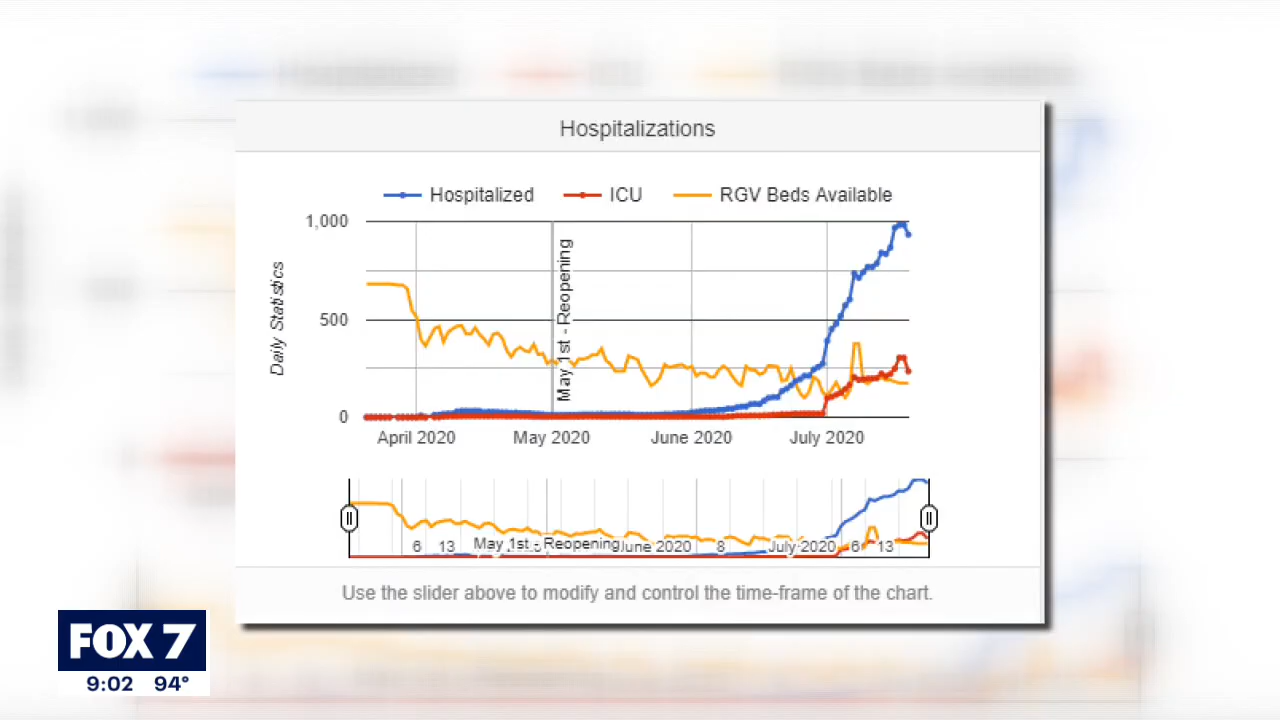 Hospitalizations
Hospitalized ICU RGV Beds Available
1,000
500
0
Daily Statistics
May 1st - Reopening
April 2020 May 2020 June 2020 July 2020
6 13 May 1st - Reopening June 2020 8 July 2020 6 13
Use the slider above to modify and control the time-frame of the chart.
FOX 7
9:02 94°